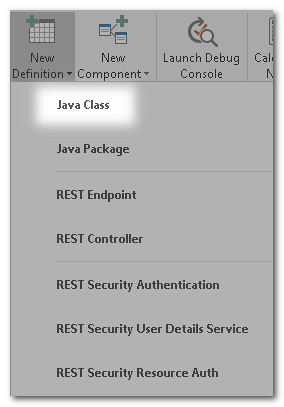 New Definition
New Component
Launch Debug Console
Java Class
Java Package
REST Endpoint
REST Controller
REST Security Authentication
REST Security User Details Service
REST Security Resource Auth